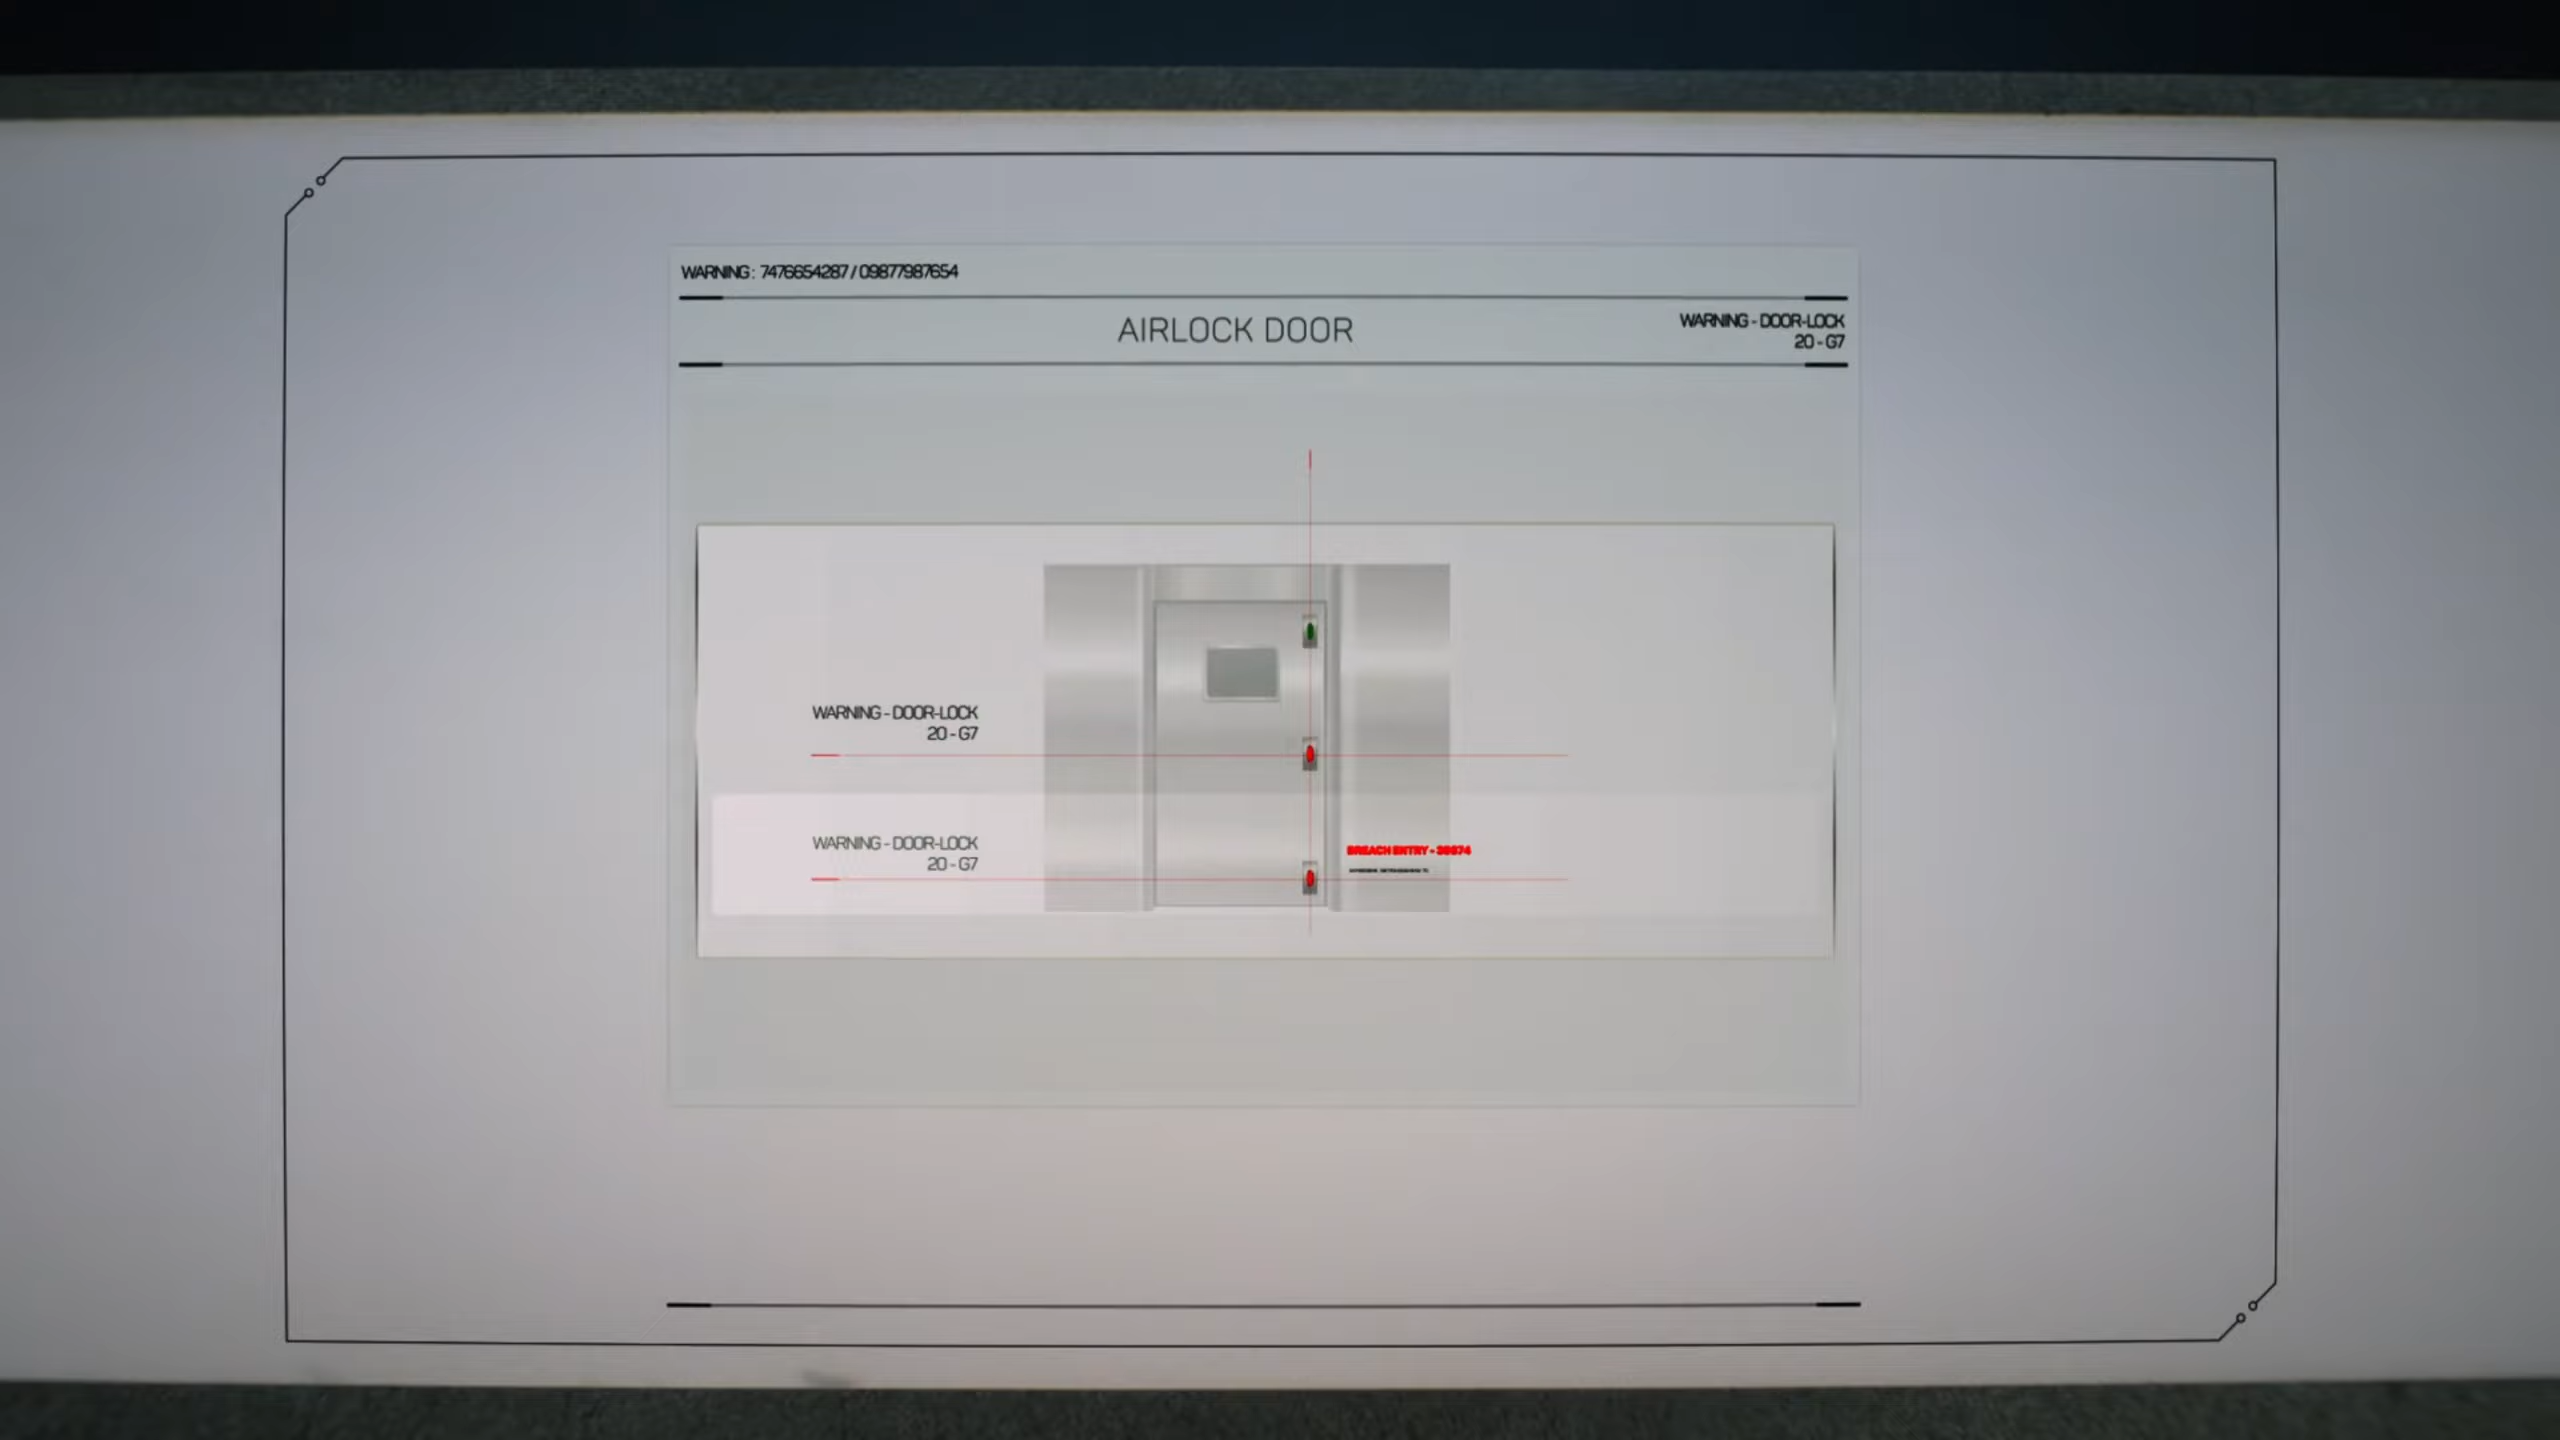 WARNING : 7476654287 / 09877987654
AIRLOCK DOOR
WARNING - DOOR-LOCK
20 - G7
WARNING - DOOR-LOCK
20 - G7
WARNING - DOOR-LOCK
20 - G7
BREACH ENTRY -